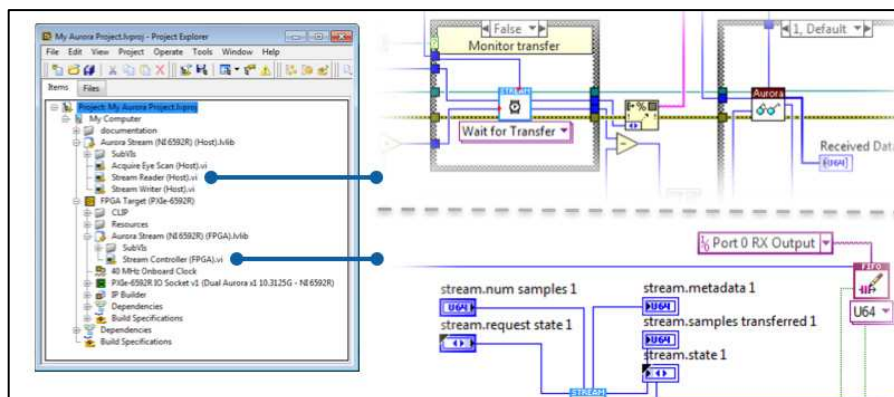 My Aurora Project.lvproj - Project Explorer
File Edit View Project Operate Tools Window Help
Items Files
Project: My Aurora Project.lvproj
My Computer
documentation
Aurora Stream (NI 6592R) (Host).lvlib
SubVIs
Acquire Eye Scan (Host).vi
Stream Reader (Host).vi
Stream Writer (Host).vi
FPGA Target (PXIe-6592R)
CLIP
Resources
Aurora Stream (NI 6592R) (FPGA).lvlib
SubVIs
Stream Controller (FPGA).vi
40 MHz Onboard Clock
PXIe-6592R IO Socket v1 (Dual Aurora x1 10.3125G - NI 6592R)
IP Builder
Dependencies
Build Specifications
Dependencies
Build Specifications
False
Monitor transfer
STREAM
Wait for Transfer
1, Default
Aurora
Received Data
[U64]
Port 0 RX Output
FIFO
U64
stream.num samples 1
U64
stream.request state 1
stream.metadata 1
U64
stream.samples transferred 1
U64
stream.state 1
STREAM